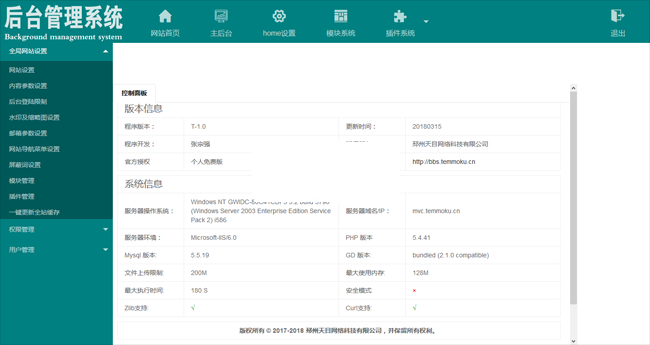 后台管理系统
Background management system
网站首页
主后台
home设置
模块系统
插件系统
退出
全局网站设置
网站设置
内容参数设置
后台登陆限制
水印及缩略图设置
邮箱参数设置
网站导航菜单设置
屏蔽词设置
模块管理
插件管理
一键更新全站缓存
权限管理
用户管理
控制面板
版本信息
程序版本： T-1.0 更新时间： 20180315
程序开发： 张宗强 邳州天目网络科技有限公司
官方授权 个人免费版 http://bbs.temmoku.cn
系统信息
服务器操作系统： Windows NT
(Windows Server 2003 Enterprise Edition Service
Pack 2) i586
服务器域名/IP： mvc.temmoku.cn
服务器环境： Microsoft-IIS/6.0 PHP 版本 5.4.41
Mysql 版本: 5.5.19 GD 版本: bundled (2.1.0 compatible)
文件上传限制: 200M 最大使用内存: 128M
最大执行时间: 180 S 安全模式: ×
Zlib支持: √ Curl支持: √
版权所有 © 2017-2018 邳州天目网络科技有限公司，并保留所有权利。